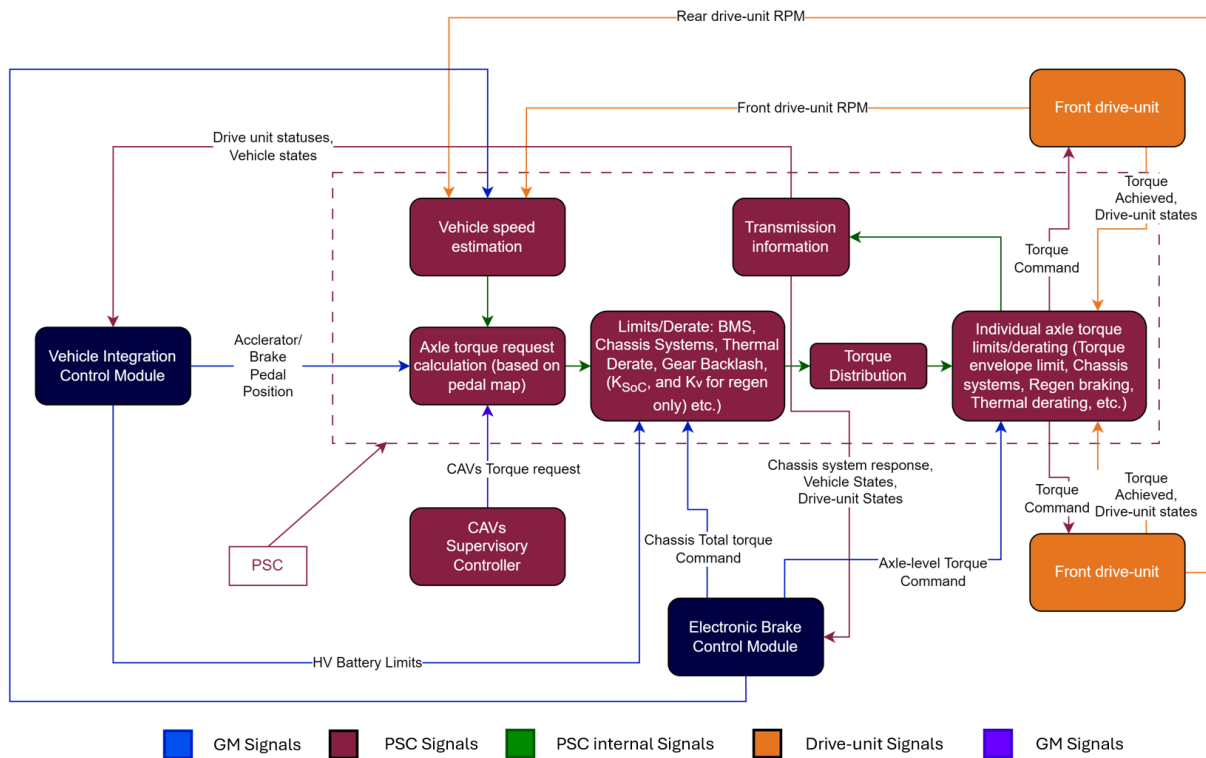 Rear drive-unit RPM
Front drive-unit RPM
Front drive-unit
Drive unit statuses,
Vehicle states
Torque
Achieved,
Drive-unit states
Vehicle speed
estimation
Transmission
information
Torque
Command
Vehicle Integration
Control Module
Acclerator/
Brake
Pedal
Position
Axle torque request
calculation (based on
pedal map)
Limits/Derate: BMS,
Chassis Systems, Thermal
Derate, Gear Backlash,
(KSoC, and Kv for regen
only) etc.)
Torque
Distribution
Individual axle torque
limits/derating (Torque
envelope limit, Chassis
systems, Regen braking,
Thermal derating, etc.)
CAVs Torque request
Chassis system response,
Vehicle States,
Drive-unit States
Torque
Command
Torque
Achieved,
Drive-unit states
PSC
CAVs
Supervisory
Controller
Chassis Total torque
Command
Axle-level Torque
Command
Front drive-unit
Electronic Brake
Control Module
HV Battery Limits
GM Signals
PSC Signals
PSC internal Signals
Drive-unit Signals
GM Signals